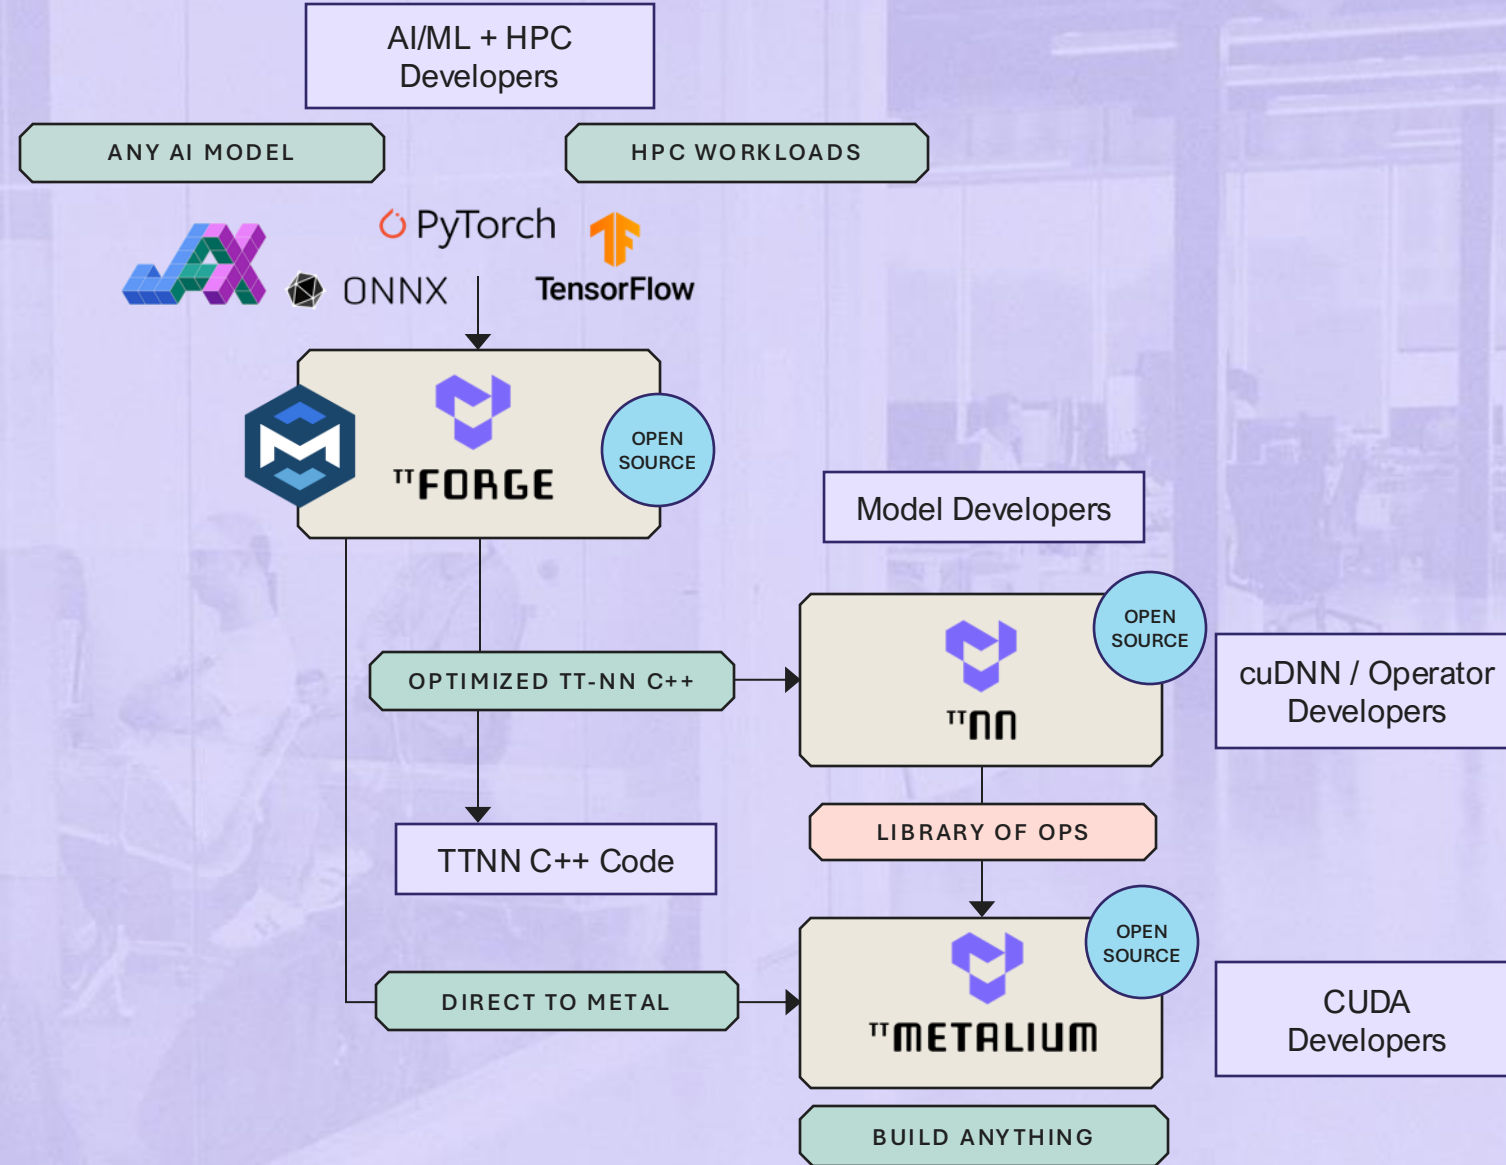 AI/ML + HPC
Developers
ANY AI MODEL
HPC WORKLOADS
JAX
PyTorch
ONNX
TensorFlow
TT FORGE
OPEN
SOURCE
Model Developers
OPEN
SOURCE
TT NN
cuDNN / Operator
Developers
OPTIMIZED TT-NN C++
LIBRARY OF OPS
TTNN C++ Code
OPEN
SOURCE
TT METALIUM
DIRECT TO METAL
CUDA
Developers
BUILD ANYTHING